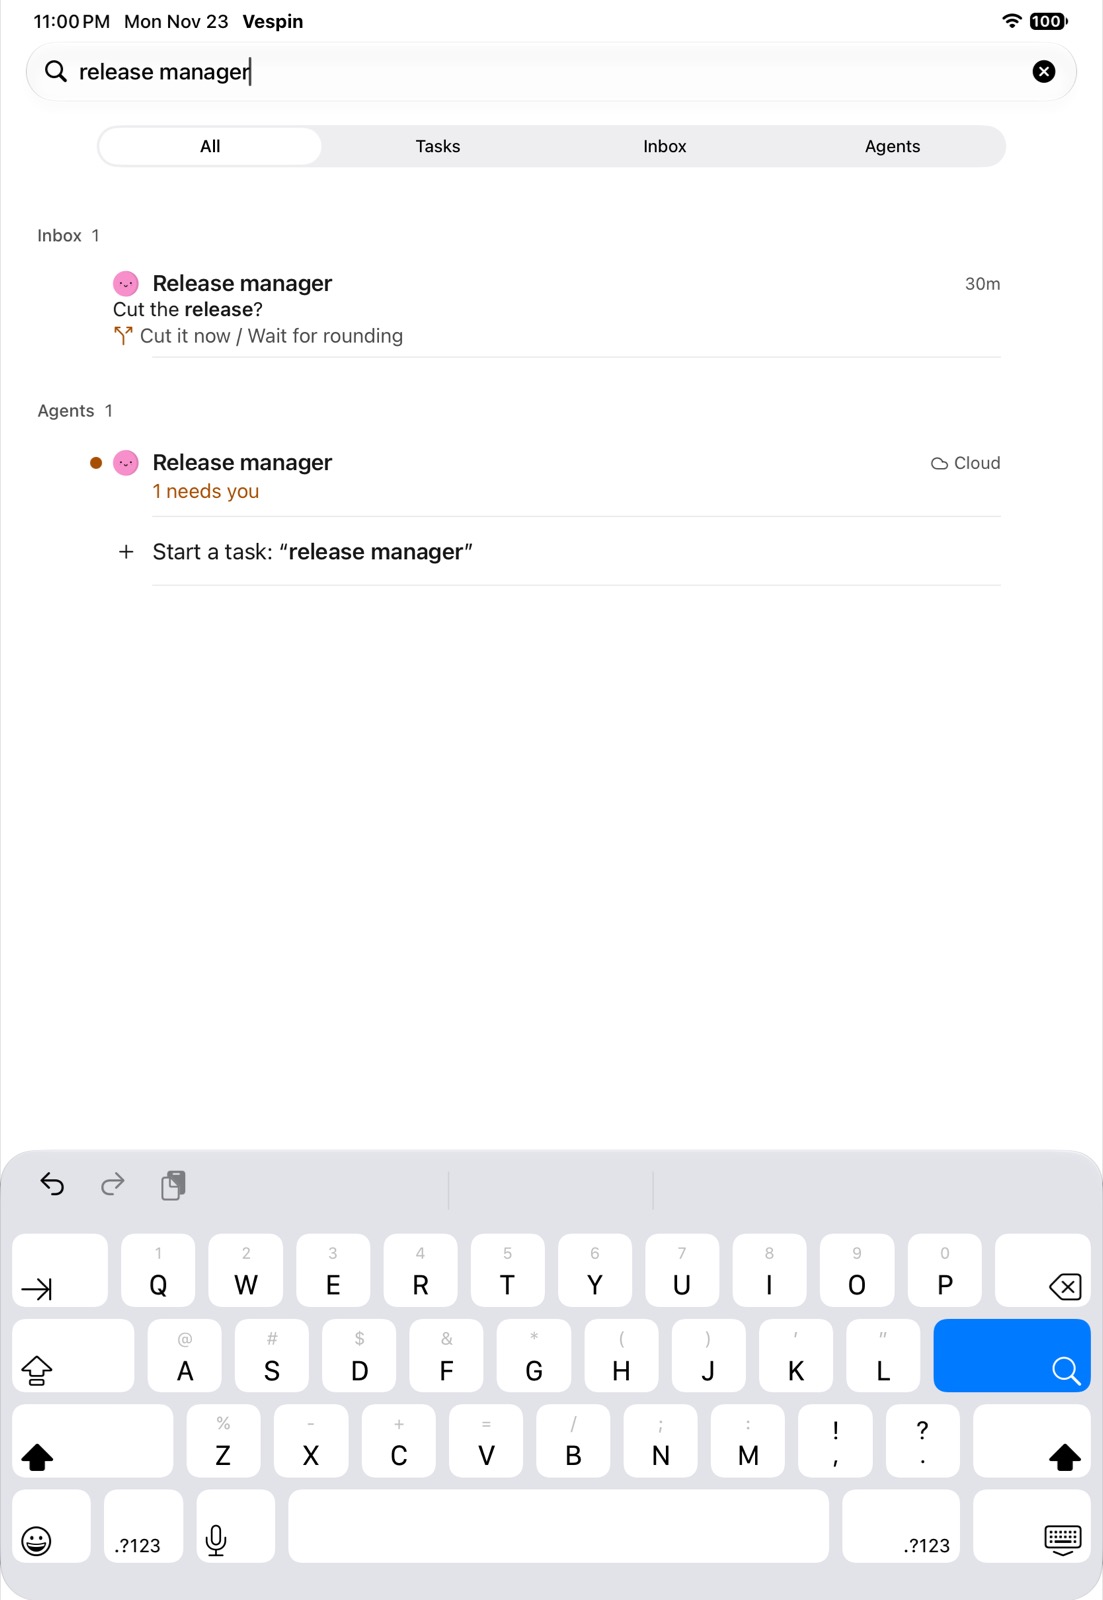 11:00 PM Mon Nov 23 Vespin
100
release manager
All Tasks Inbox Agents
Inbox 1
Release manager 30m
Cut the release?
Cut it now / Wait for rounding
Agents 1
Release manager Cloud
1 needs you
+ Start a task: “release manager”
1 2 3 4 5 6 7 8 9 0
Q W E R T Y U I O P
@ # $ & * ( ) ' "
A S D F G H J K L
% - + = / ; : ! ?
Z X C V B N M , .
.?123 .?123